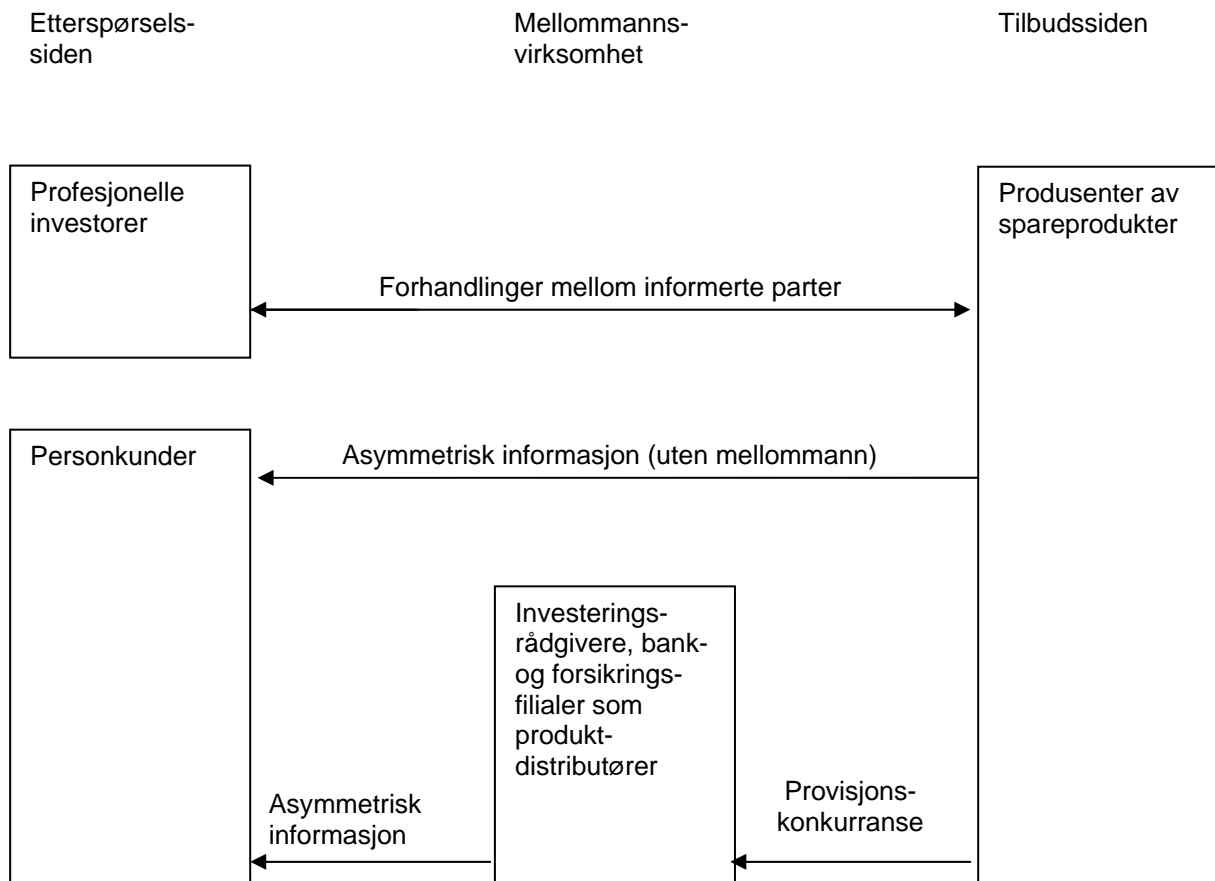 Etterspørsels-
siden
Mellommanns-
virksomhet
Tilbudssiden
Profesjonelle
investorer
Produsenter av
spareprodukter
Forhandlinger mellom informerte parter
Personkunder
Asymmetrisk informasjon (uten mellommann)
Investerings-
rådgivere, bank-
og forsikrings-
filialer som
produkt-
distributører
Asymmetrisk
informasjon
Provisjons-
konkurranse